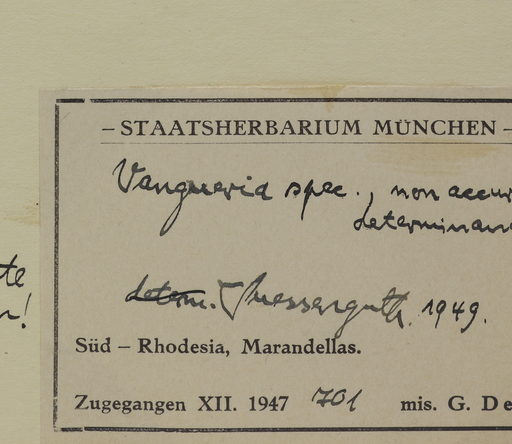 – STAATSHERBARIUM MÜNCHEN –
Vangueria spec., non accur
determinan
te
r!
determ. Suessenguth. 1949.
Süd – Rhodesia, Marandellas.
Zugegangen XII. 1947 701 mis. G. De